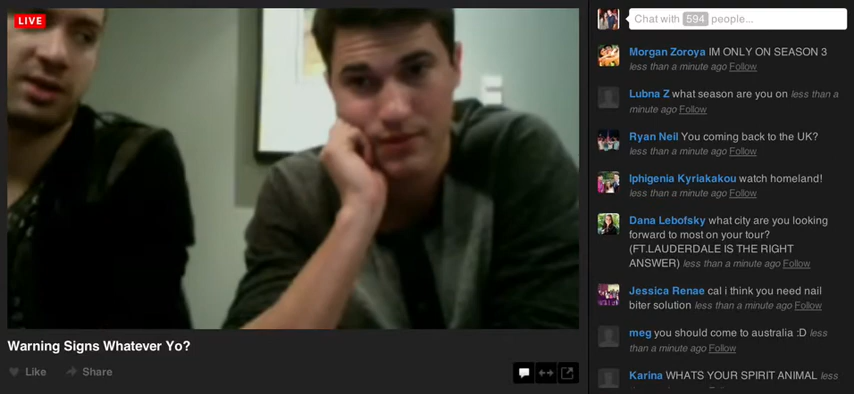 LIVE
Warning Signs Whatever Yo?
Like
Share
Chat with 594 people...
Morgan Zoroya IM ONLY ON SEASON 3
less than a minute ago Follow
Lubna Z what season are you on less than a
minute ago Follow
Ryan Neil You coming back to the UK?
less than a minute ago Follow
Iphigenia Kyriakakou watch homeland!
less than a minute ago Follow
Dana Lebofsky what city are you looking
forward to most on your tour?
(FT.LAUDERDALE IS THE RIGHT
ANSWER) less than a minute ago Follow
Jessica Renae cal i think you need nail
biter solution less than a minute ago Follow
meg you should come to australia :D less
than a minute ago Follow
Karina WHATS YOUR SPIRIT ANIMAL less